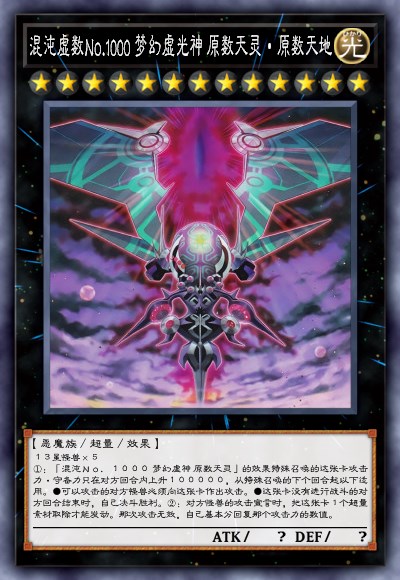 混沌虚数No.1000 梦幻虚光神 原数天灵・原数天地
光
【恶魔族／超量／效果】
１３星怪兽×５
①：「混沌Ｎｏ．１０００ 梦幻虚神 原数天灵」的效果特殊召唤的这张卡攻击
力・守备力只在对方回合内上升１０００００，从特殊召唤的下个回合起以下适
用。●可以攻击的对方怪兽必须向这张卡作出攻击。●这张卡没有进行战斗的对
方回合结束时，自己决斗胜利。②：对方怪兽的攻击宣言时，把这张卡１个超量
素材取除才能发动。那次攻击无效，自己基本分回复那个攻击力的数值。
ATK/ ? DEF/ ?